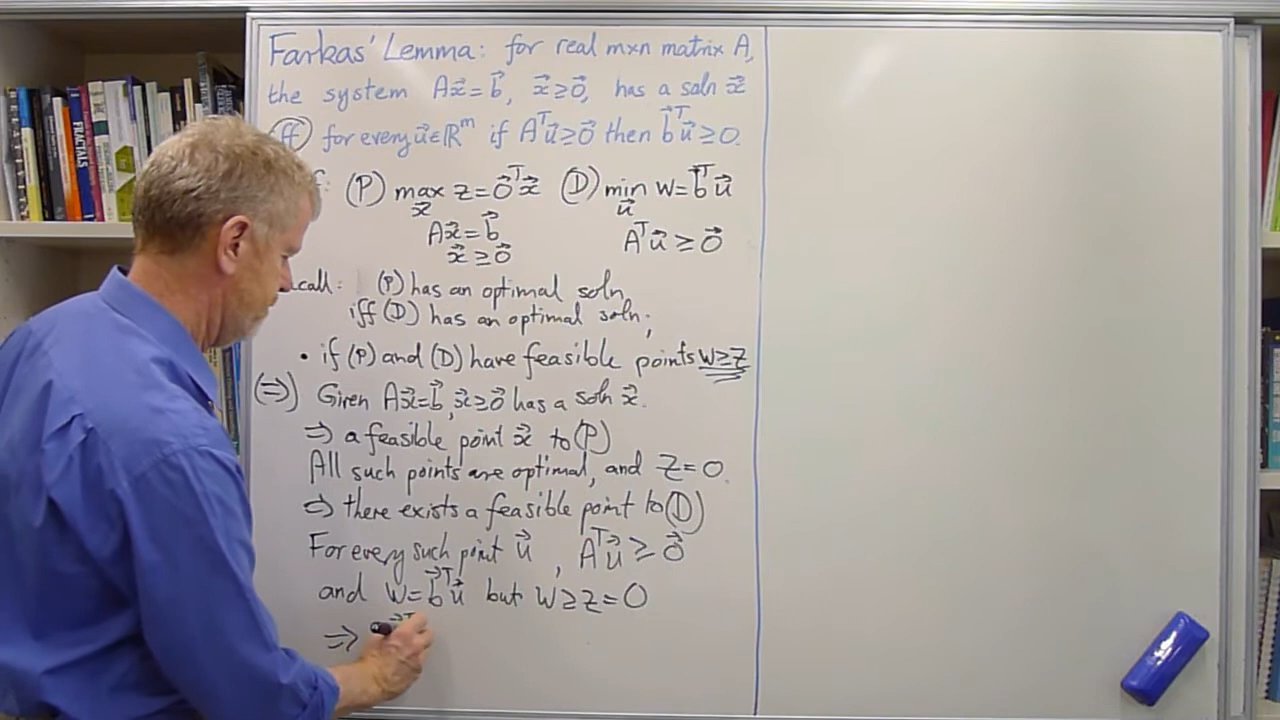 Farkas' Lemma: for real m×n matrix A,
the system Ax⃗=b⃗, x⃗≥0⃗, has a soln x⃗
iff for every u⃗∈ℝᵐ if Aᵀu⃗≥0⃗ then b⃗ᵀu⃗≥0.
(P) max z=0⃗ᵀx⃗ (D) min w=b⃗ᵀu⃗
x⃗ u⃗
Ax⃗=b⃗ Aᵀu⃗≥0⃗
x⃗≥0⃗
call: (P) has an optimal soln
iff (D) has an optimal soln;
• if (P) and (D) have feasible points w≥z
(⇒) Given Ax⃗=b⃗, x⃗≥0⃗ has a soln x⃗.
⇒ a feasible point x⃗ to (P)
All such points are optimal, and z=0.
⇒ there exists a feasible point to (D)
For every such point u⃗, Aᵀu⃗≥0⃗
and w=b⃗ᵀu⃗ but w≥z=0
⇒
FRACTALS